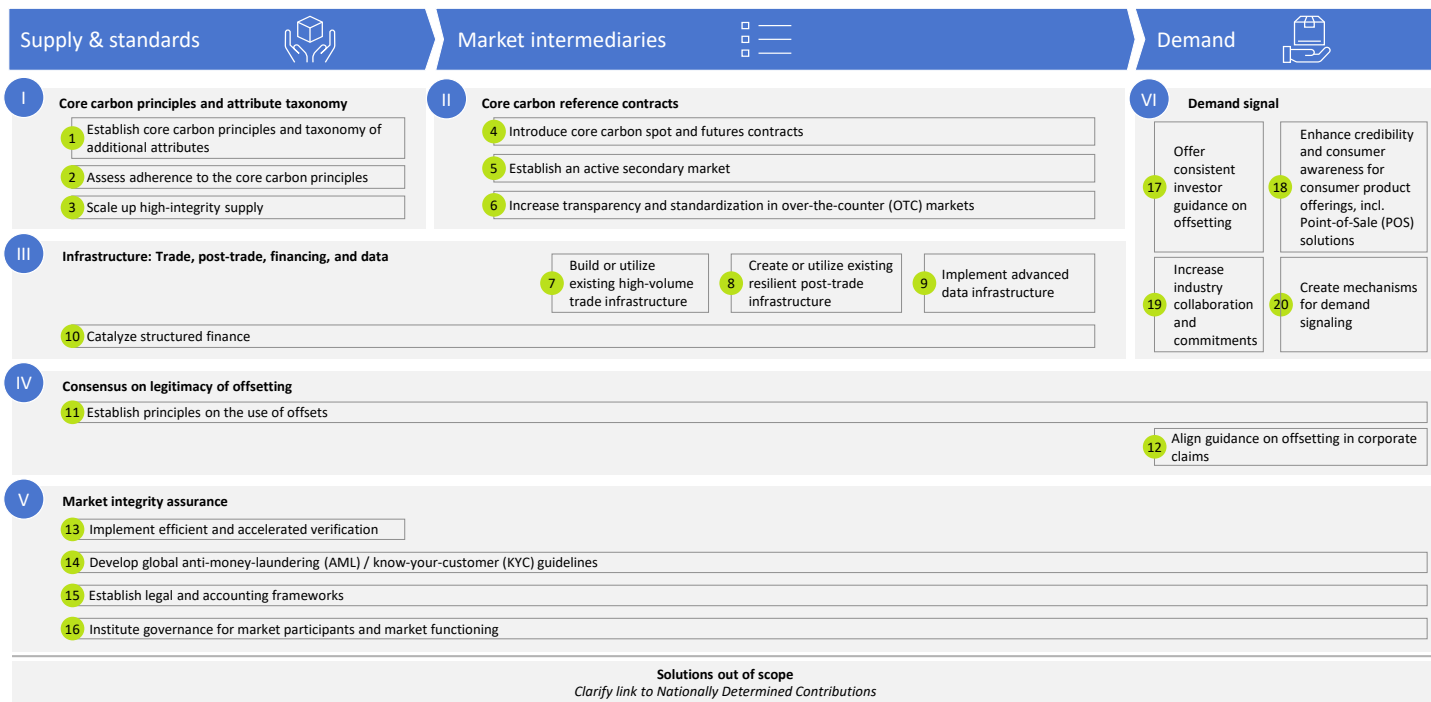 Supply & standards
Market intermediaries
Demand
I
Core carbon principles and attribute taxonomy
1
Establish core carbon principles and taxonomy of
additional attributes
2
Assess adherence to the core carbon principles
3
Scale up high-integrity supply
II
Core carbon reference contracts
4
Introduce core carbon spot and futures contracts
5
Establish an active secondary market
6
Increase transparency and standardization in over-the-counter (OTC) markets
VI
Demand signal
17
Offer
consistent
investor
guidance on
offsetting
18
Enhance credibility
and consumer
awareness for
consumer product
offerings, incl.
Point-of-Sale (POS)
solutions
19
Increase
industry
collaboration
and
commitments
20
Create mechanisms
for demand
signaling
III
Infrastructure: Trade, post-trade, financing, and data
7
Build or utilize
existing high-volume
trade infrastructure
8
Create or utilize existing
resilient post-trade
infrastructure
9
Implement advanced
data infrastructure
10
Catalyze structured finance
IV
Consensus on legitimacy of offsetting
11
Establish principles on the use of offsets
12
Align guidance on offsetting in corporate
claims
V
Market integrity assurance
13
Implement efficient and accelerated verification
14
Develop global anti-money-laundering (AML) / know-your-customer (KYC) guidelines
15
Establish legal and accounting frameworks
16
Institute governance for market participants and market functioning
Solutions out of scope
Clarify link to Nationally Determined Contributions